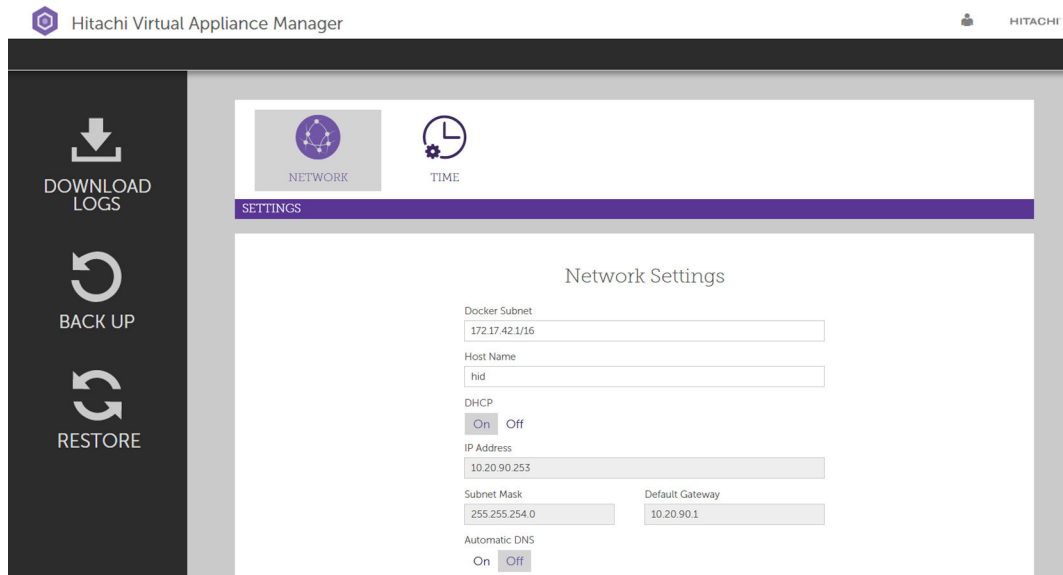 Hitachi Virtual Appliance Manager
HITACHI
DOWNLOAD
LOGS
BACK UP
RESTORE
NETWORK
TIME
SETTINGS
Network Settings
Docker Subnet
172.17.42.1/16
Host Name
hid
DHCP
On Off
IP Address
10.20.90.253
Subnet Mask Default Gateway
255.255.254.0 10.20.90.1
Automatic DNS
On Off